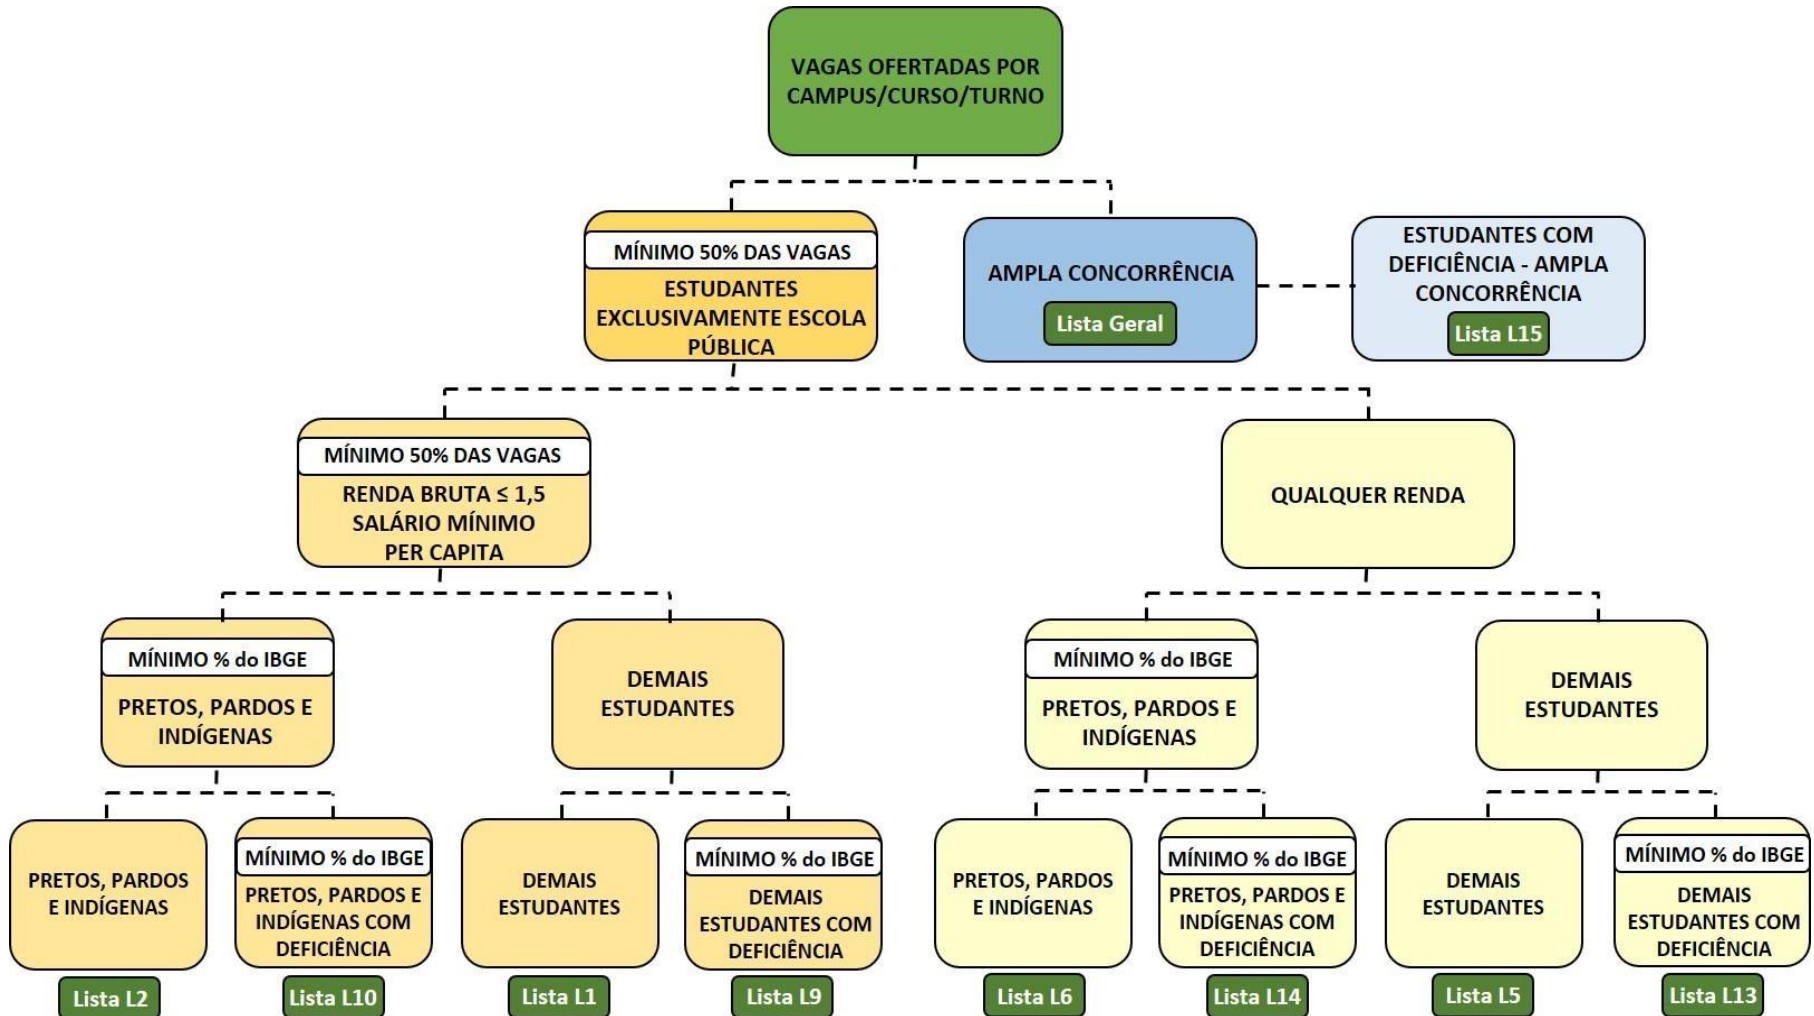 VAGAS OFERTADAS POR
CAMPUS/CURSO/TURNO
MÍNIMO 50% DAS VAGAS
ESTUDANTES
EXCLUSIVAMENTE ESCOLA
PÚBLICA
AMPLA CONCORRÊNCIA
Lista Geral
ESTUDANTES COM
DEFICIÊNCIA - AMPLA
CONCORRÊNCIA
Lista L15
MÍNIMO 50% DAS VAGAS
RENDA BRUTA ≤ 1,5
SALÁRIO MÍNIMO
PER CAPITA
QUALQUER RENDA
MÍNIMO % do IBGE
PRETOS, PARDOS E
INDÍGENAS
DEMAIS
ESTUDANTES
MÍNIMO % do IBGE
PRETOS, PARDOS E
INDÍGENAS
DEMAIS
ESTUDANTES
PRETOS, PARDOS
E INDÍGENAS
Lista L2
MÍNIMO % do IBGE
PRETOS, PARDOS E
INDÍGENAS COM
DEFICIÊNCIA
Lista L10
DEMAIS
ESTUDANTES
Lista L1
MÍNIMO % do IBGE
DEMAIS
ESTUDANTES COM
DEFICIÊNCIA
Lista L9
PRETOS, PARDOS
E INDÍGENAS
Lista L6
MÍNIMO % do IBGE
PRETOS, PARDOS E
INDÍGENAS COM
DEFICIÊNCIA
Lista L14
DEMAIS
ESTUDANTES
Lista L5
MÍNIMO % do IBGE
DEMAIS
ESTUDANTES COM
DEFICIÊNCIA
Lista L13